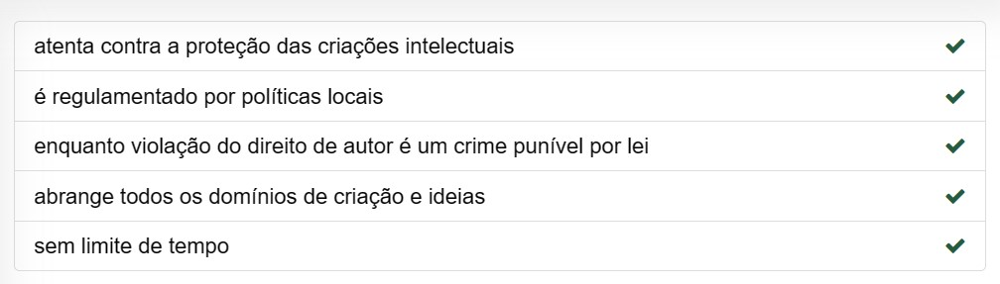 atenta contra a proteção das criações intelectuais
é regulamentado por políticas locais
enquanto violação do direito de autor é um crime punível por lei
abrange todos os domínios de criação e ideias
sem limite de tempo